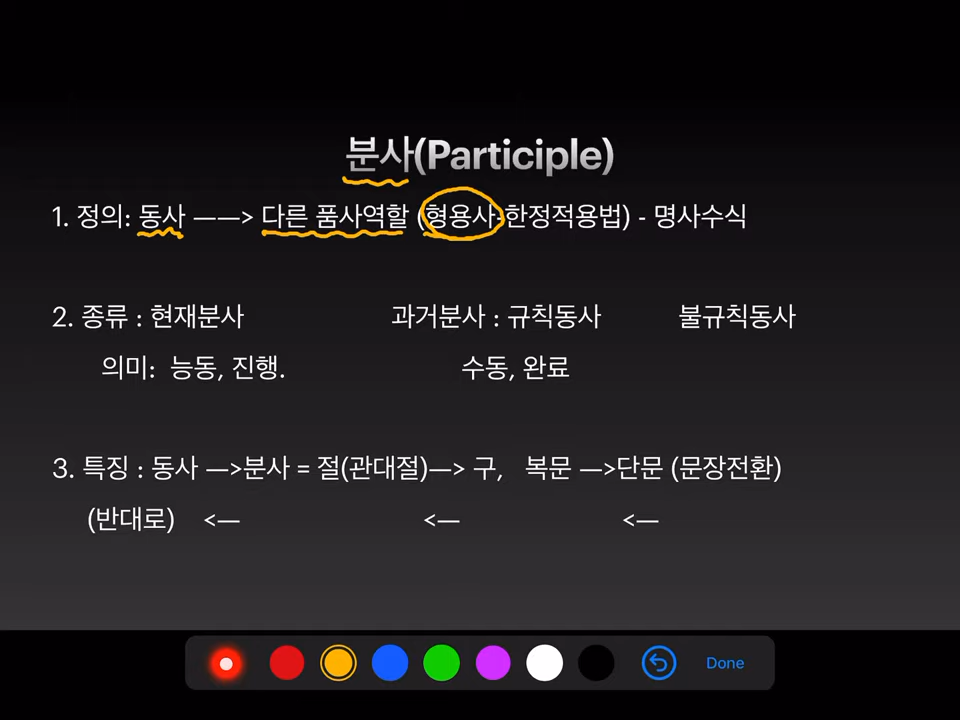 분사(Participle)
1. 정의: 동사 ——> 다른 품사역할 (형용사-한정적용법) - 명사수식
2. 종류 : 현재분사 과거분사 : 규칙동사 불규칙동사
의미: 능동, 진행. 수동, 완료
3. 특징 : 동사 —>분사 = 절(관대절)—> 구, 복문 —>단문 (문장전환)
(반대로) <— <— <—
Done